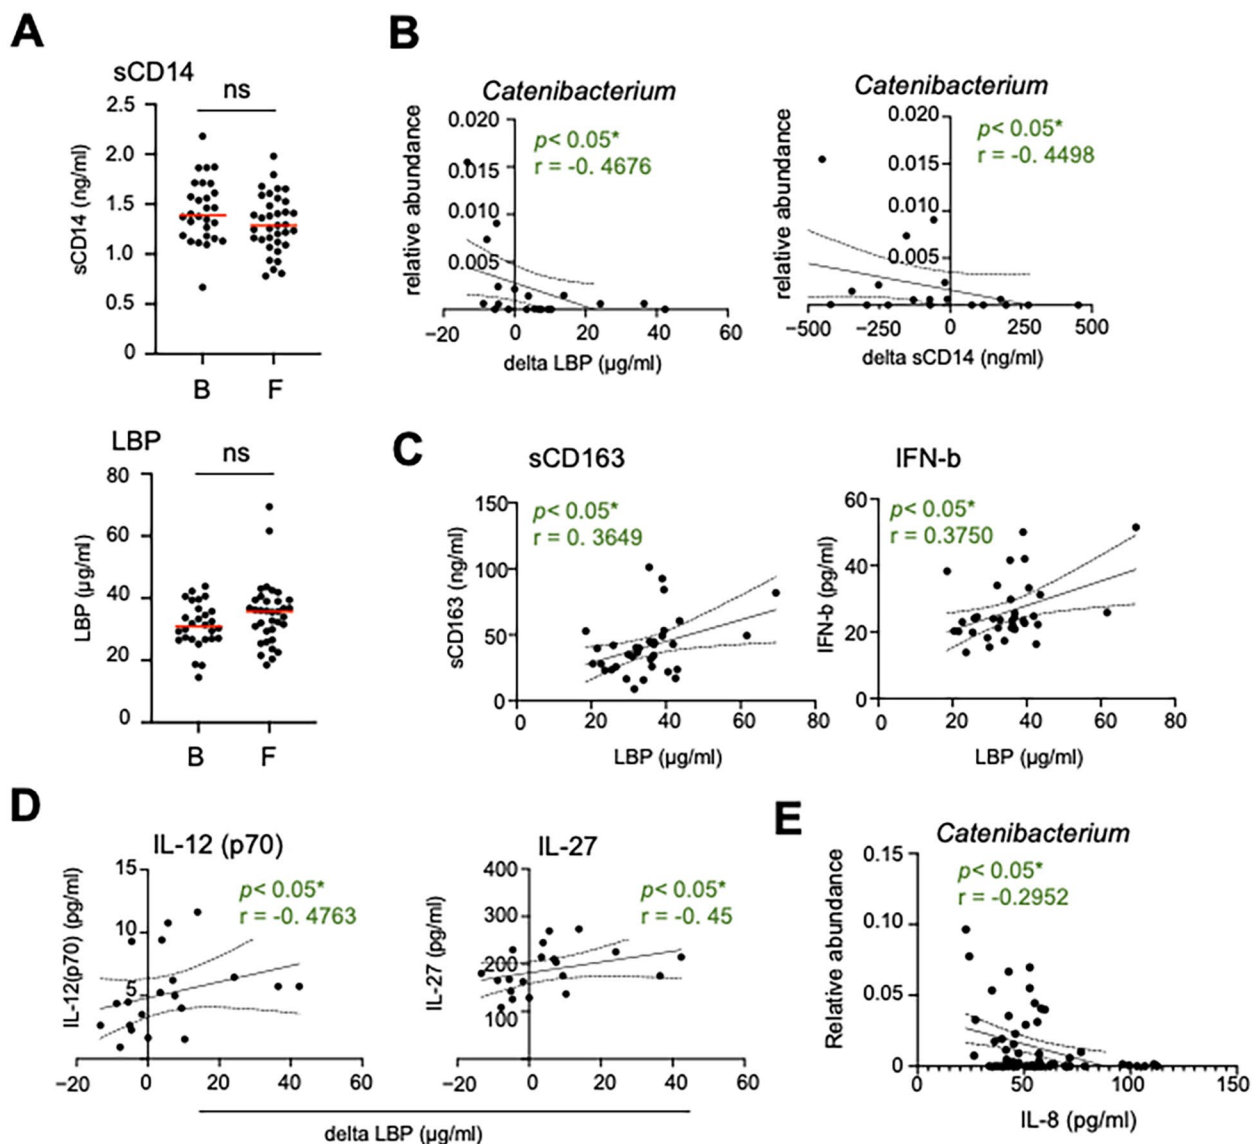 A
sCD14
ns
sCD14 (ng/ml)
2.5
2.0
1.5
1.0
0.5
0
B
F
LBP
ns
LBP (µg/ml)
80
60
40
20
0
B
F
B
Catenibacterium
relative abundance
0.020
0.015
0.010
0.005
p< 0.05*
r = -0. 4676
−20
0
20
40
60
delta LBP (µg/ml)
Catenibacterium
relative abundance
0.020
0.015
0.010
0.005
p< 0.05*
r = -0. 4498
−500
−250
0
250
500
delta sCD14 (ng/ml)
C
sCD163
sCD163 (ng/ml)
150
100
50
0
p< 0.05*
r = 0. 3649
0
20
40
60
80
LBP (µg/ml)
IFN-b
IFN-b (pg/ml)
60
40
20
0
p< 0.05*
r = 0.3750
0
20
40
60
80
LBP (µg/ml)
D
IL-12 (p70)
IL-12(p70) (pg/ml)
15
10
5
p< 0.05*
r = -0. 4763
−20
0
20
40
60
IL-27
IL-27 (pg/ml)
400
300
200
100
p< 0.05*
r = -0. 45
−20
0
20
40
60
delta LBP (µg/ml)
E
Catenibacterium
Relative abundance
0.15
0.10
0.05
0
p< 0.05*
r = -0.2952
0
50
100
150
IL-8 (pg/ml)